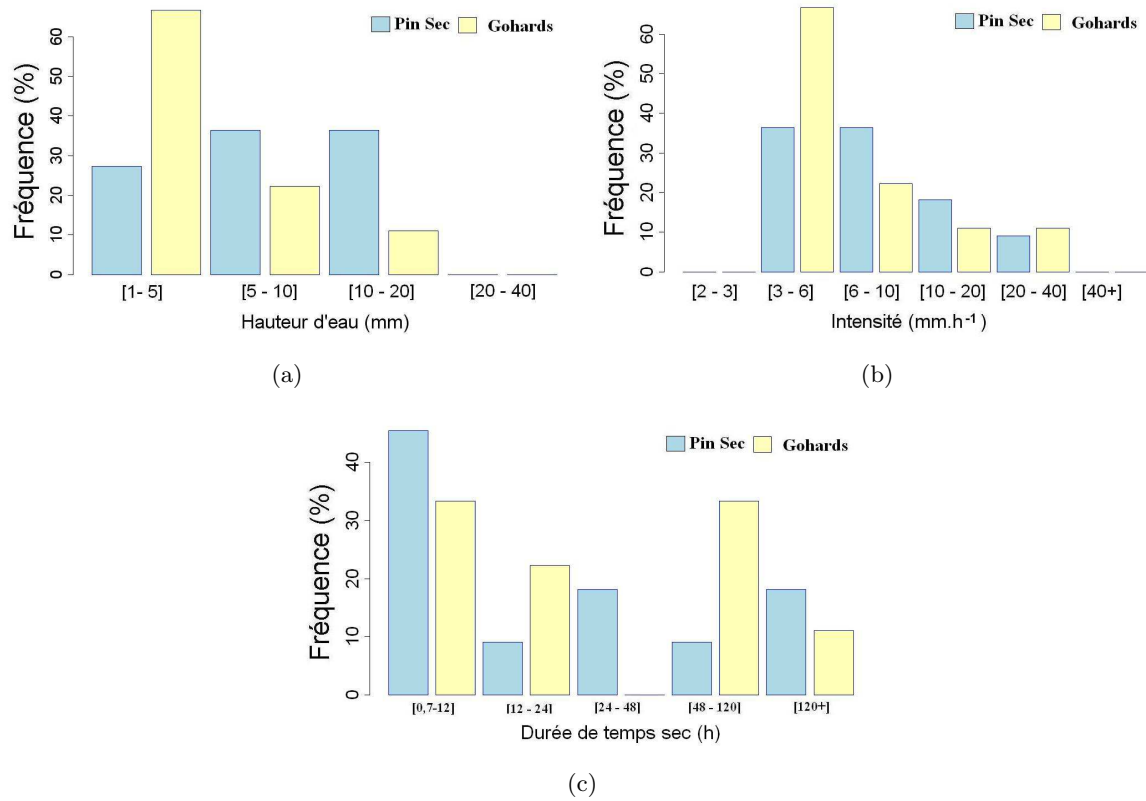 Pin Sec Gohards
Fréquence (%)
0 10 20 30 40 50 60
[1- 5] [5 - 10] [10 - 20] [20 - 40]
Hauteur d'eau (mm)
(a)
Pin Sec Gohards
Fréquence (%)
0 10 20 30 40 50 60
[2 - 3] [3 - 6] [6 - 10] [10 - 20] [20 - 40] [40+]
Intensité (mm.h⁻¹)
(b)
Pin Sec Gohards
Fréquence (%)
0 10 20 30 40
[0,7-12] [12 - 24] [24 - 48] [48 - 120] [120+]
Durée de temps sec (h)
(c)